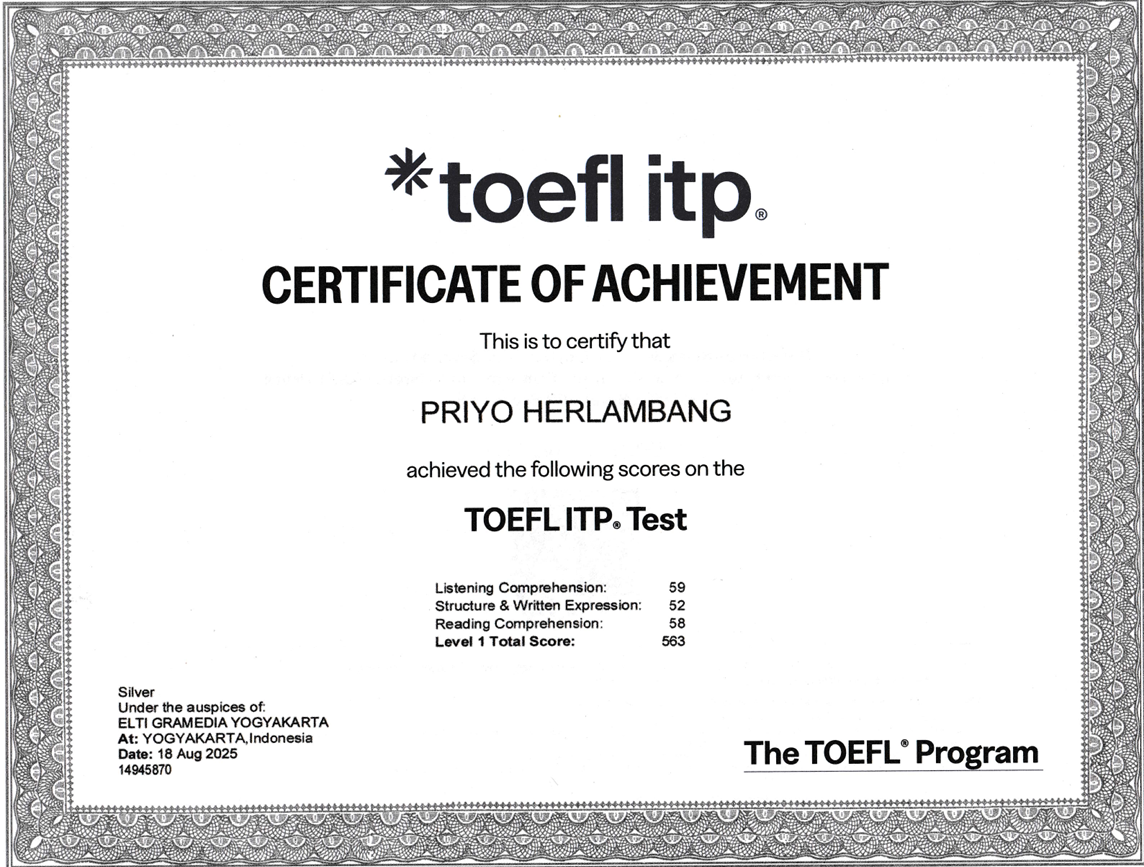 *toefl itp®
CERTIFICATE OF ACHIEVEMENT
This is to certify that
PRIYO HERLAMBANG
achieved the following scores on the
TOEFL ITP® Test
Listening Comprehension: 59
Structure & Written Expression: 52
Reading Comprehension: 58
Level 1 Total Score: 563
Silver
Under the auspices of:
ELTI GRAMEDIA YOGYAKARTA
At: YOGYAKARTA,Indonesia
Date: 18 Aug 2025
14945870
The TOEFL® Program